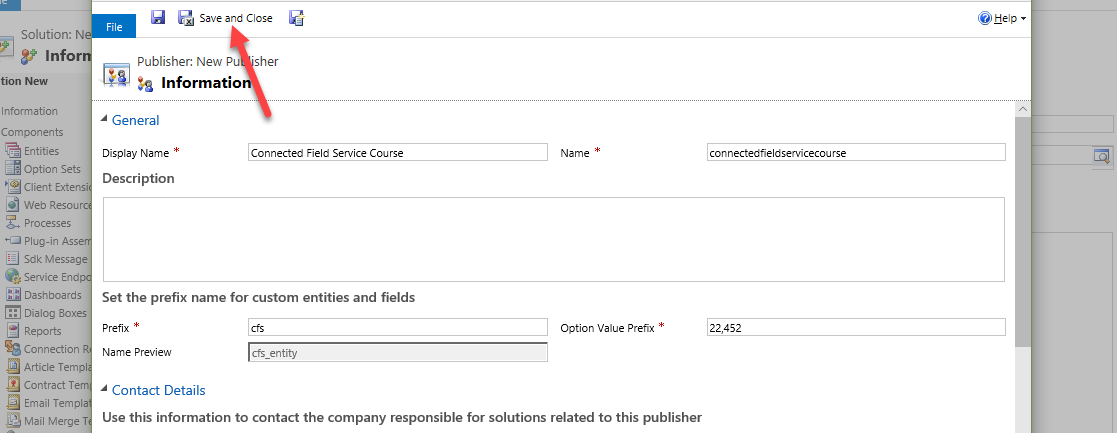 File
Save and Close
Help
Solution: Ne
Inform
tion New
Information
Components
Entities
Option Sets
Client Extension
Web Resource
Processes
Plug-in Assem
Sdk Message
Service Endpo
Dashboards
Dialog Boxes
Reports
Connection Ro
Article Templa
Contract Temp
Email Templat
Mail Merge Te
Publisher: New Publisher
Information
General
Display Name * Connected Field Service Course Name * connectedfieldservicecourse
Description
Set the prefix name for custom entities and fields
Prefix * cfs Option Value Prefix * 22,452
Name Preview cfs_entity
Contact Details
Use this information to contact the company responsible for solutions related to this publisher